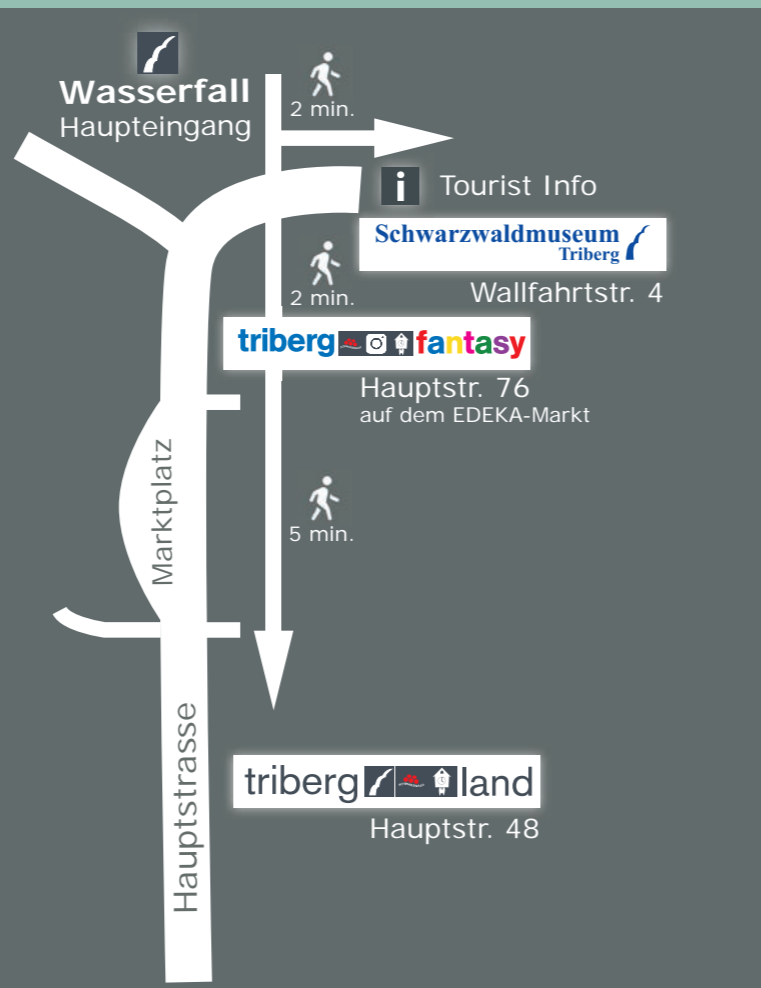 Wasserfall
Haupteingang
2 min.
i Tourist Info
Schwarzwaldmuseum
Triberg
Wallfahrtstr. 4
2 min.
triberg fantasy
Hauptstr. 76
auf dem EDEKA-Markt
Marktplatz
5 min.
Hauptstrasse
triberg land
Hauptstr. 48